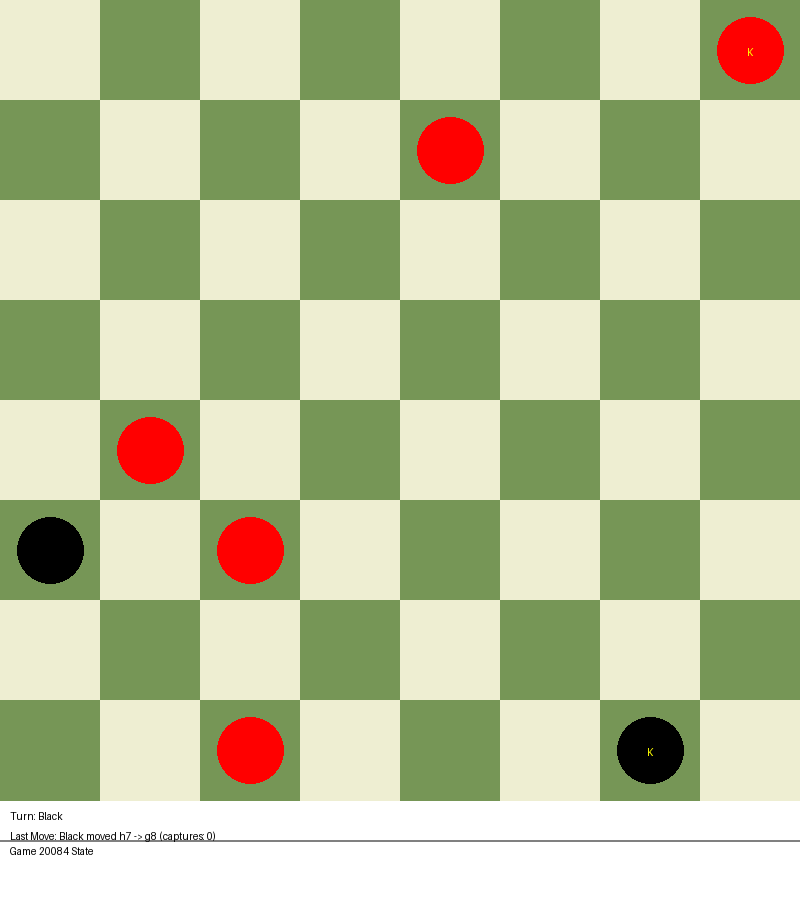 K
K
Turn: Black
Last Move: Black moved h7 -> g8 (captures: 0)
Game 20084 State